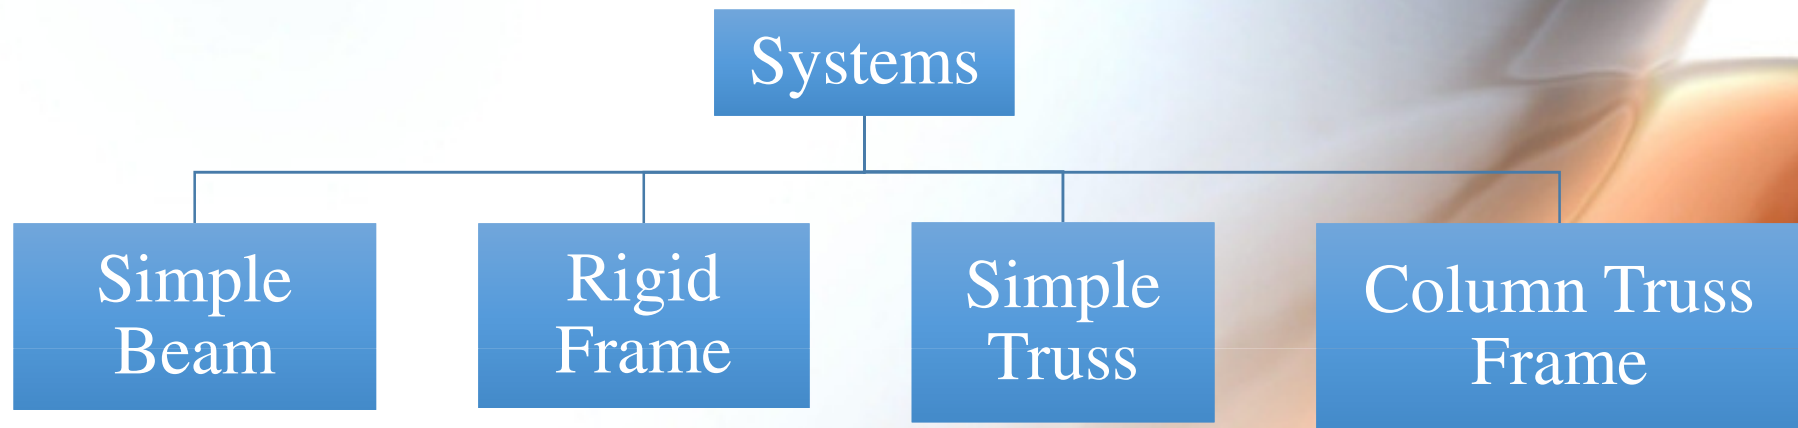 Systems
Simple
Beam
Rigid
Frame
Simple
Truss
Column Truss
Frame